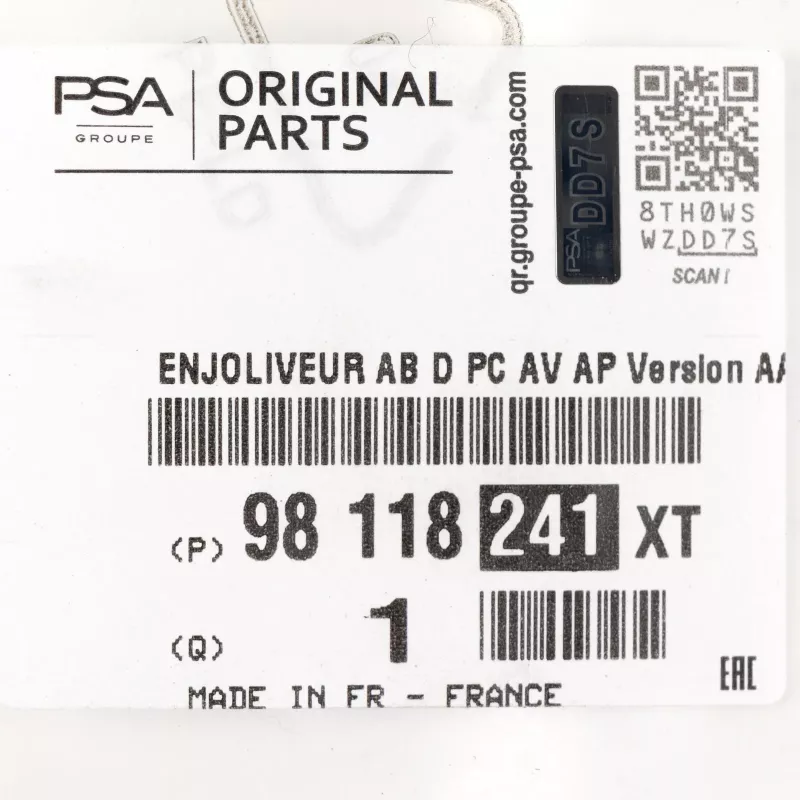 PSA
GROUPE
ORIGINAL
PARTS
qr.groupe-psa.com
PSA DD7S
8TH0WS
WZDD7S
SCAN !
ENJOLIVEUR AB D PC AV AP Version AA
(P) 98 118 241 XT
(Q) 1
EAC
MADE IN FR - FRANCE